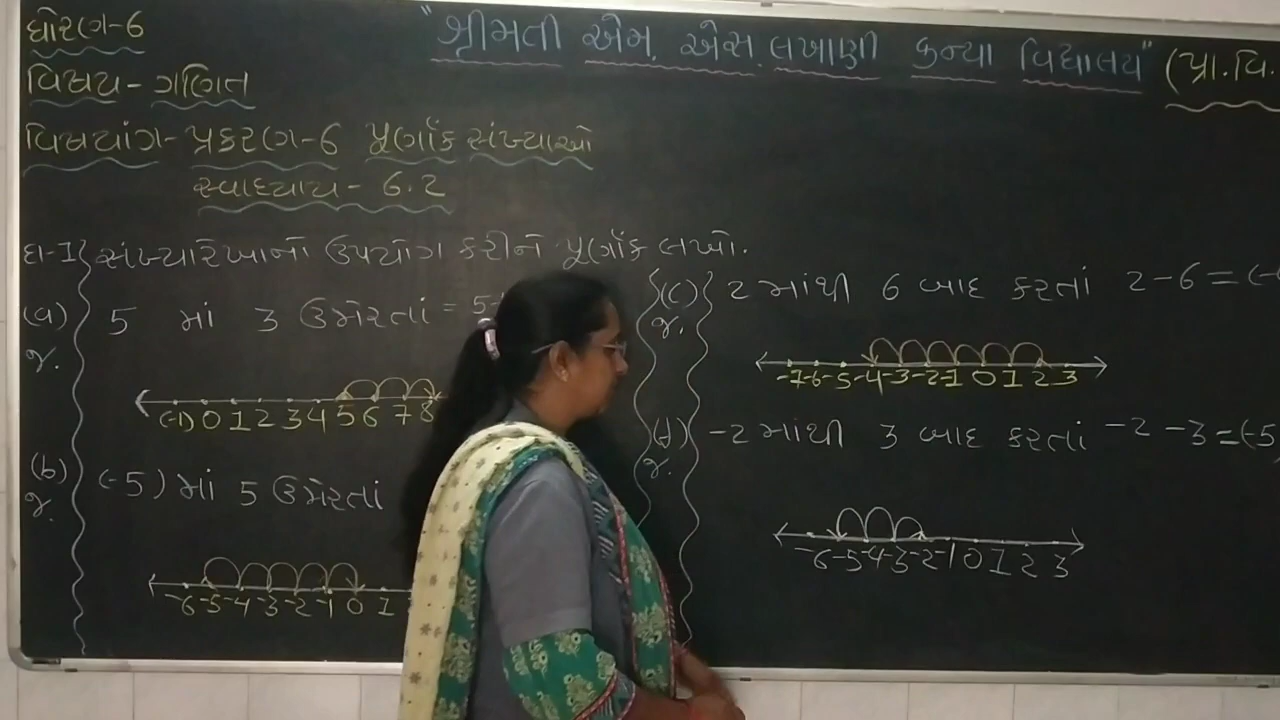 ધોરણ-6
"શ્રીમતી એમ. એસ. લખાણી કન્યા વિદ્યાલય" (પ્રા.વિ.
વિષય - ગણિત
વિષયાંગ- પ્રકરણ-6 પૂર્ણાંક સંખ્યાઓ
સ્વાધ્યાય - 6.2
દા-1 સંખ્યારેખાનો ઉપયોગ કરીને પૂર્ણાંક લખો.
(a) 5 માં 3 ઉમેરતાં = 5
જ.
(-1) 0 1 2 3 4 5 6 7 8
(b) (-5) માં 5 ઉમેરતાં
જ.
-6 -5 -4 -3 -2 -1 0 1
(c) 2 માંથી 6 બાદ કરતાં 2 - 6 = (-
જ.
-7 -6 -5 -4 -3 -2 -1 0 1 2 3
(d) -2 માંથી 3 બાદ કરતાં -2 - 3 = (-5
જ.
-6 -5 -4 -3 -2 -1 0 1 2 3